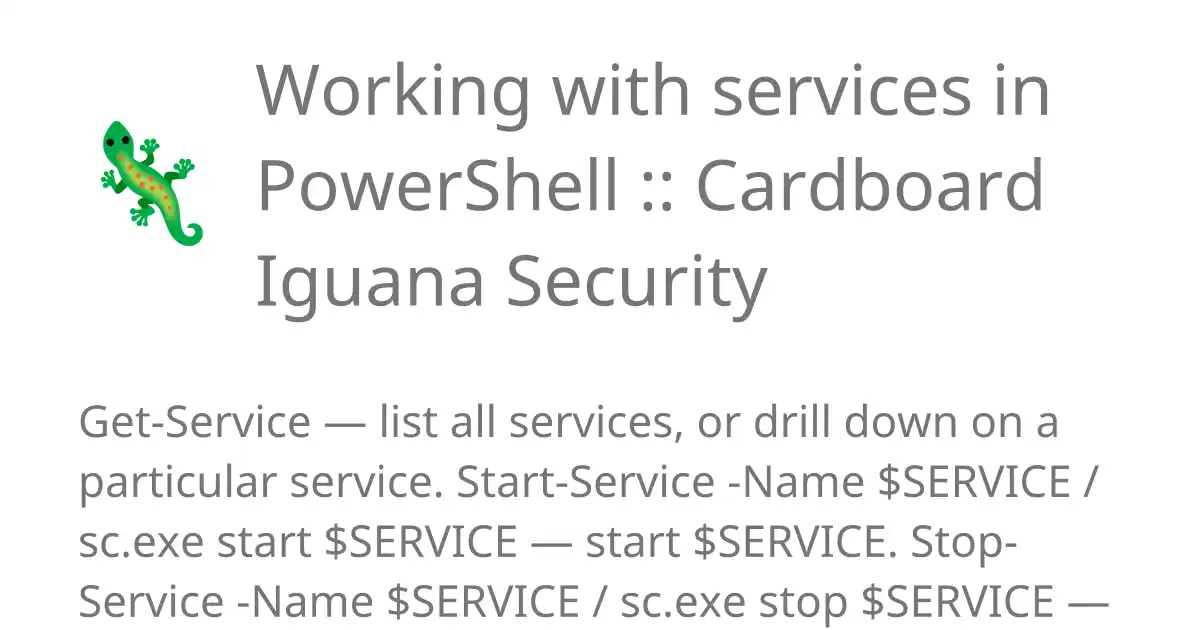 Working with services in
PowerShell :: Cardboard
Iguana Security
Get-Service — list all services, or drill down on a
particular service. Start-Service -Name $SERVICE /
sc.exe start $SERVICE — start $SERVICE. Stop-
Service -Name $SERVICE / sc.exe stop $SERVICE —